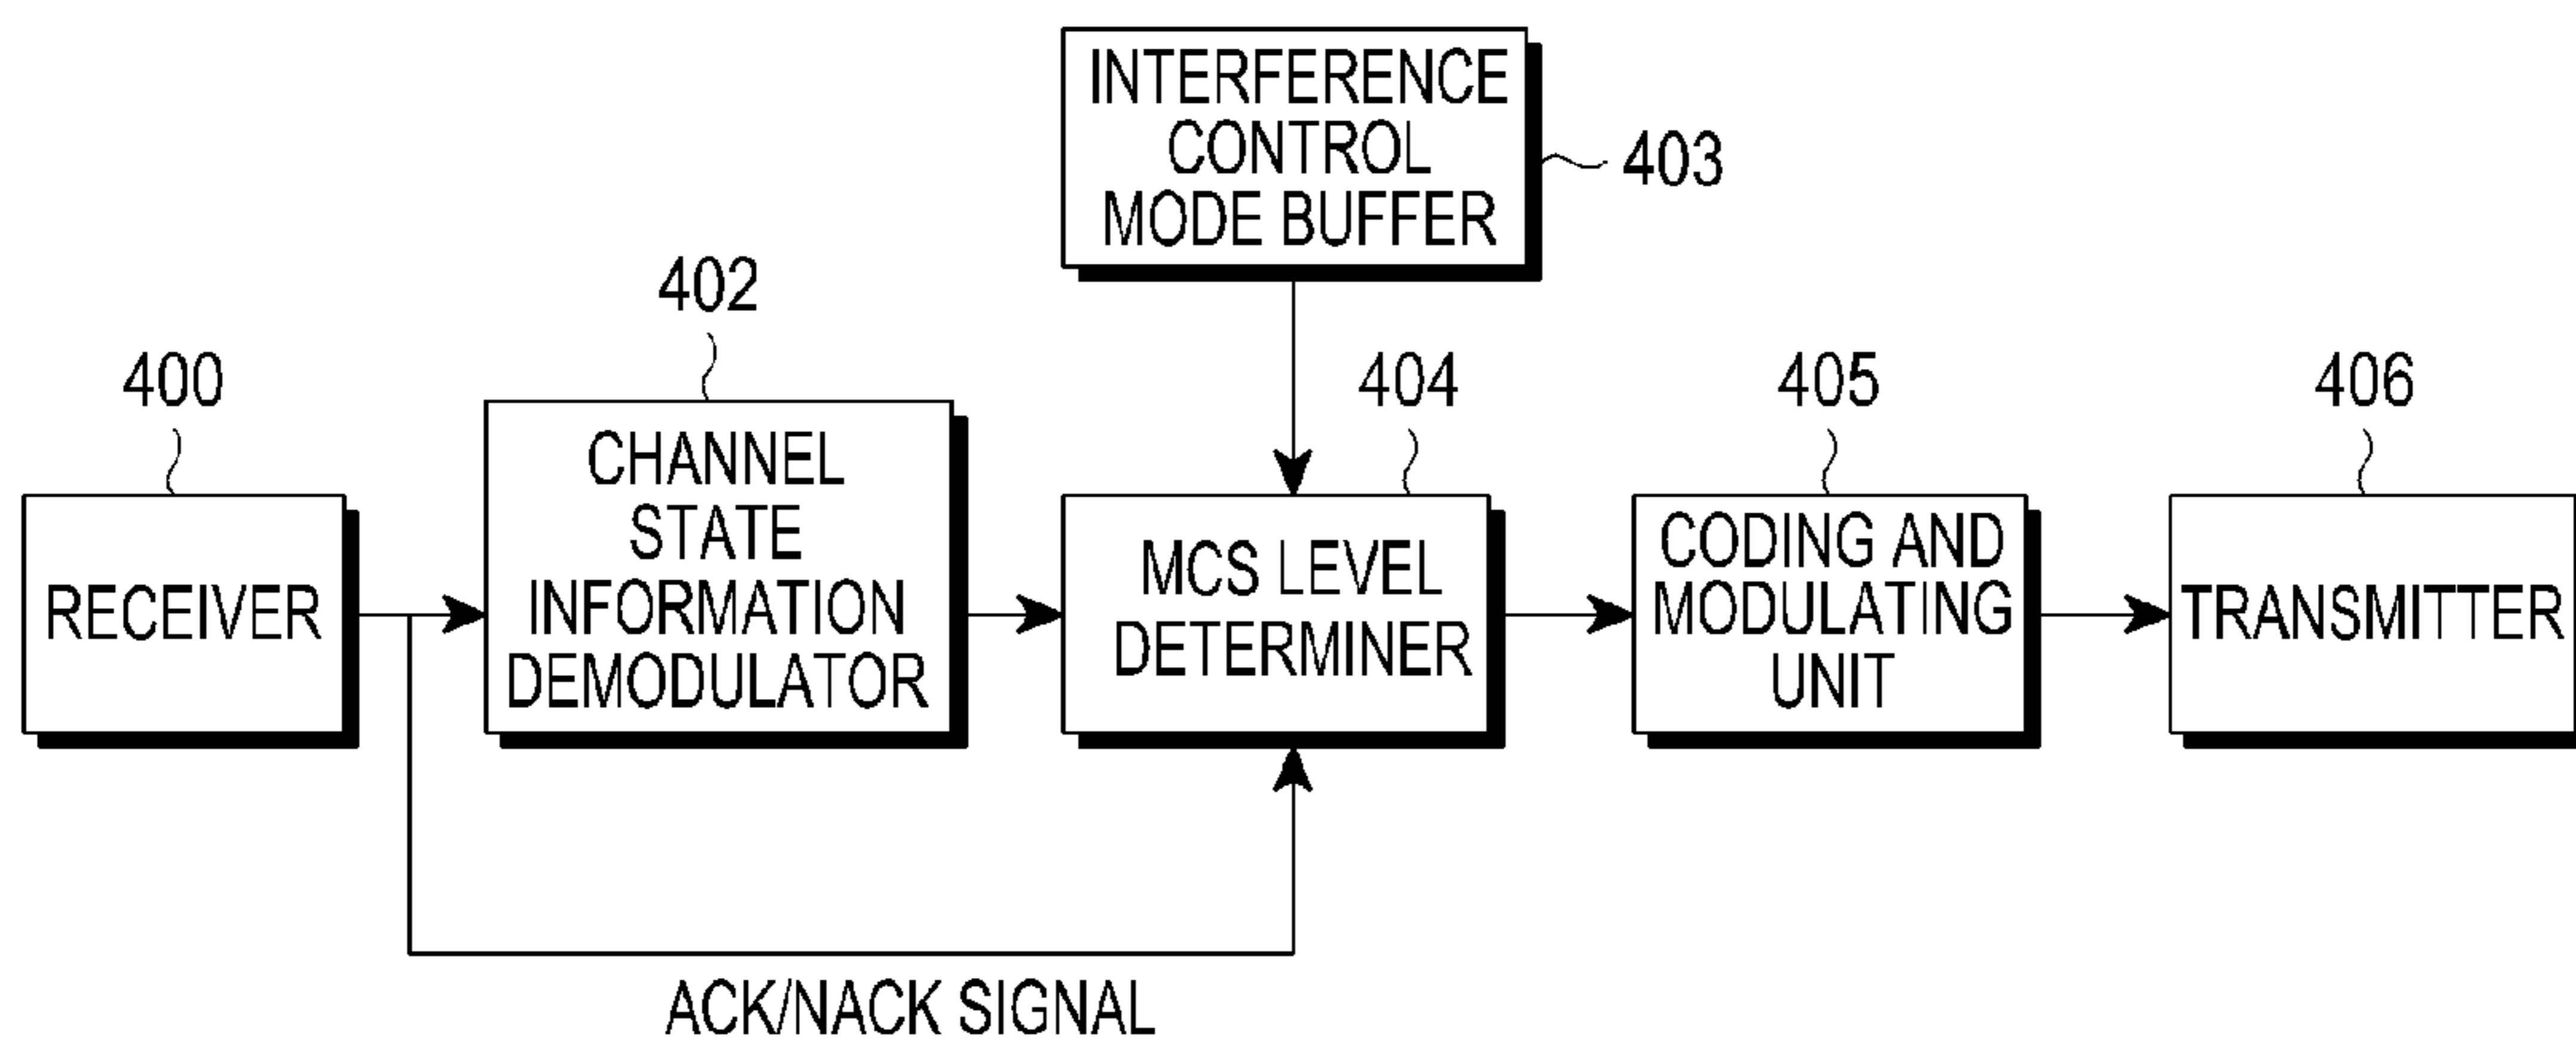 INTERFERENCE
CONTROL
MODE BUFFER
403
402
400
404
405
406
RECEIVER
CHANNEL
STATE
INFORMATION
DEMODULATOR
MCS LEVEL
DETERMINER
CODING AND
MODULATING
UNIT
TRANSMITTER
ACK/NACK SIGNAL